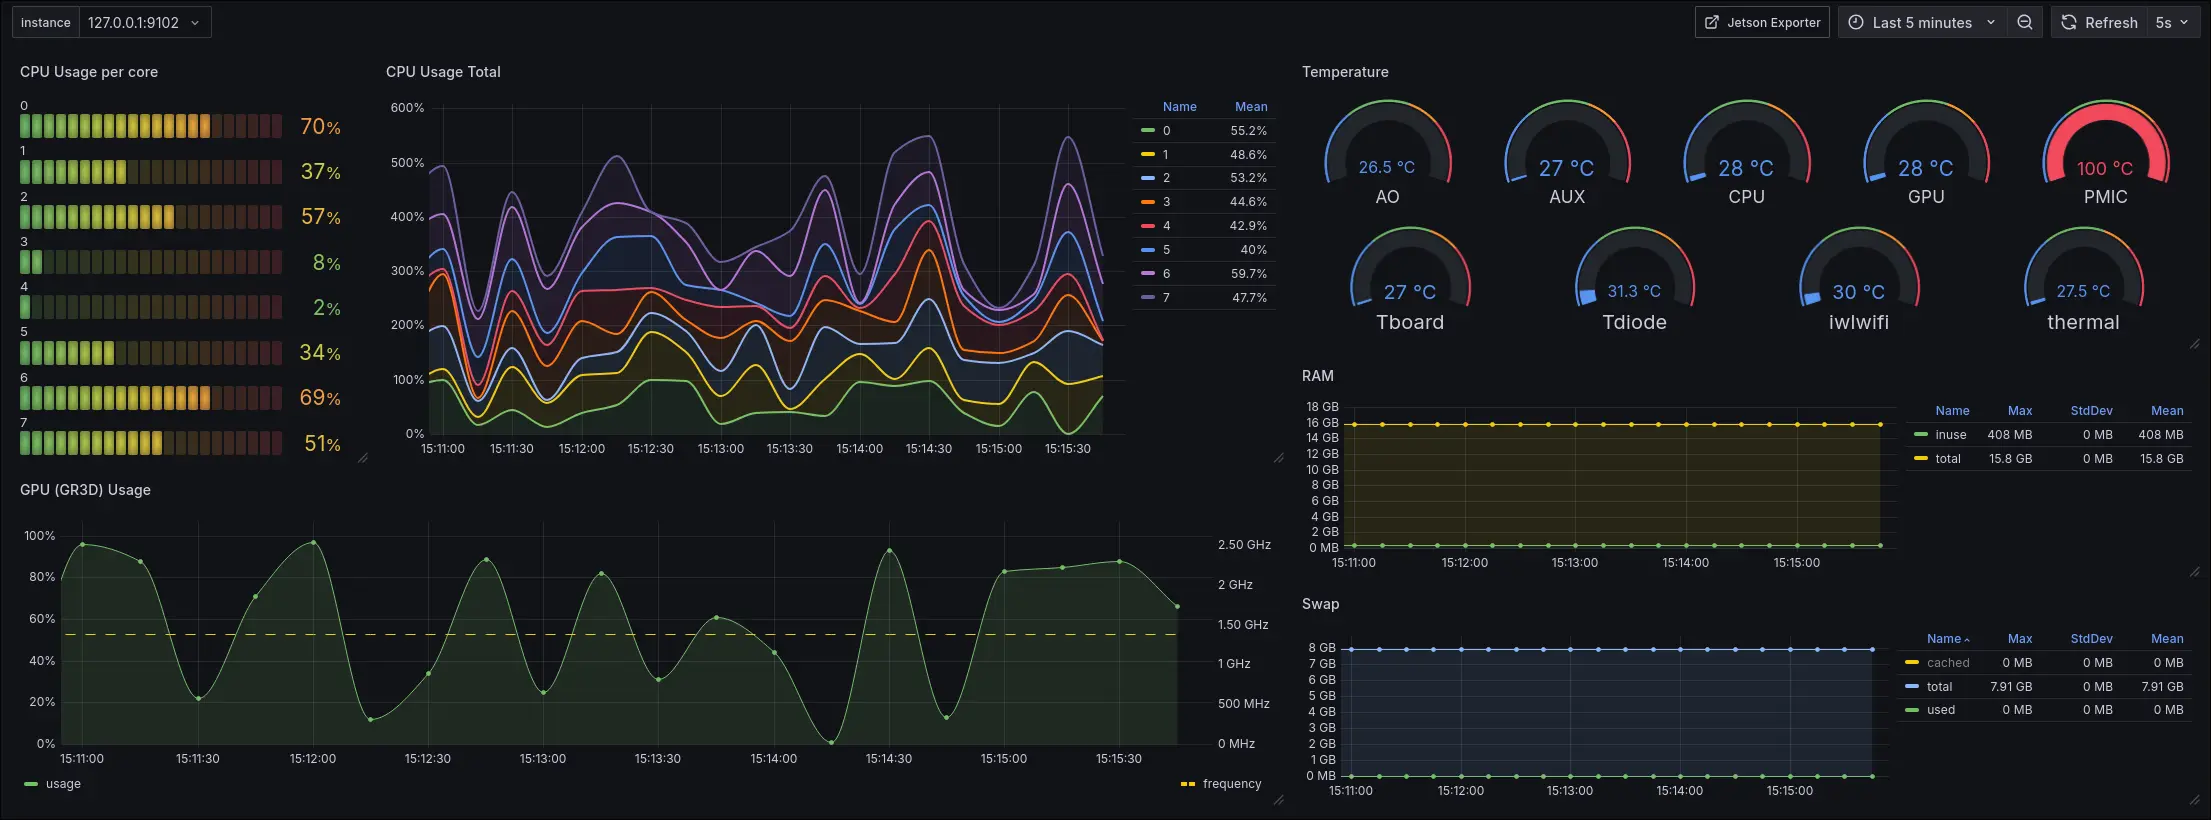 instance 127.0.0.1:9102
Jetson Exporter Last 5 minutes Refresh 5s
CPU Usage per core
0
70%
1
37%
2
57%
3
8%
4
2%
5
34%
6
69%
7
51%
CPU Usage Total
600%
500%
400%
300%
200%
100%
0%
15:11:00 15:11:30 15:12:00 15:12:30 15:13:00 15:13:30 15:14:00 15:14:30 15:15:00 15:15:30
Name Mean
0 55.2%
1 48.6%
2 53.2%
3 44.6%
4 42.9%
5 40%
6 59.7%
7 47.7%
Temperature
26.5 °C 27 °C 28 °C 28 °C 100 °C
AO AUX CPU GPU PMIC
27 °C 31.3 °C 30 °C 27.5 °C
Tboard Tdiode iwlwifi thermal
GPU (GR3D) Usage
100%
80%
60%
40%
20%
0%
2.50 GHz
2 GHz
1.50 GHz
1 GHz
500 MHz
0 MHz
15:11:00 15:11:30 15:12:00 15:12:30 15:13:00 15:13:30 15:14:00 15:14:30 15:15:00 15:15:30
usage frequency
RAM
18 GB
16 GB
14 GB
12 GB
10 GB
8 GB
6 GB
4 GB
2 GB
0 MB
15:11:00 15:12:00 15:13:00 15:14:00 15:15:00
Name Max StdDev Mean
inuse 408 MB 0 MB 408 MB
total 15.8 GB 0 MB 15.8 GB
Swap
8 GB
7 GB
6 GB
5 GB
4 GB
3 GB
2 GB
1 GB
0 MB
15:11:00 15:12:00 15:13:00 15:14:00 15:15:00
Name Max StdDev Mean
cached 0 MB 0 MB 0 MB
total 7.91 GB 0 MB 7.91 GB
used 0 MB 0 MB 0 MB